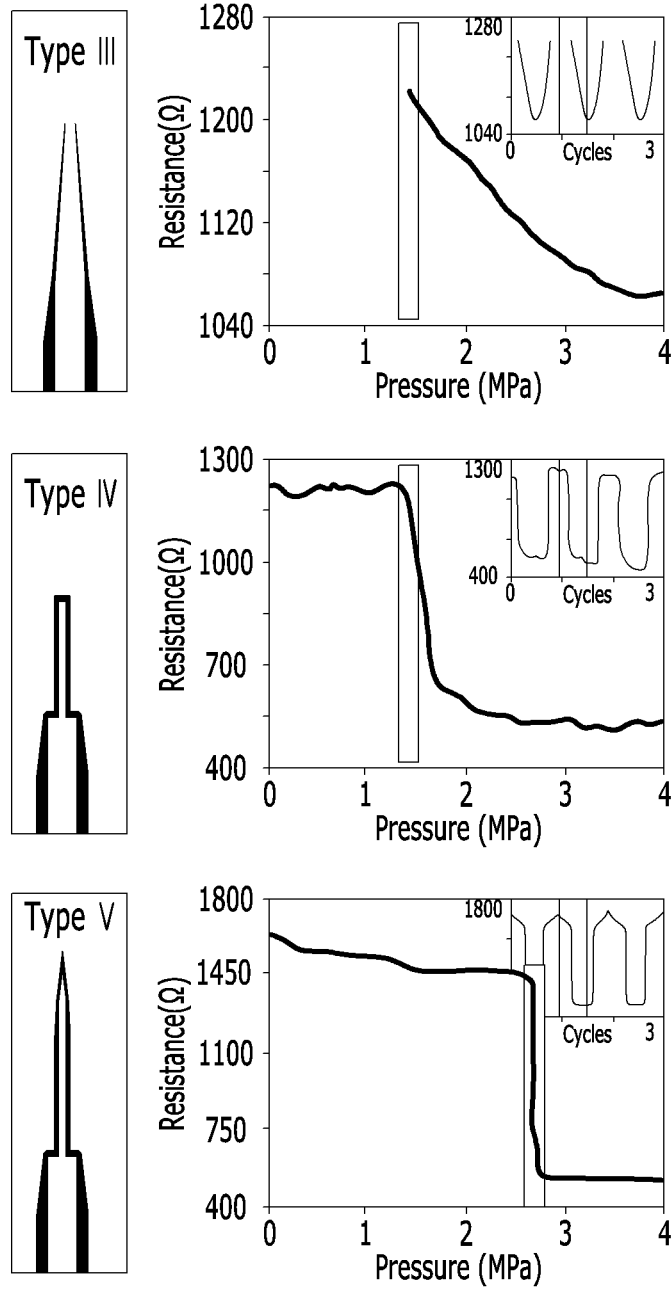 Type III
Resistance(Ω)
1280
1200
1120
1040
0 1 2 3 4
Pressure (MPa)
1280
1040
0 Cycles 3
Type IV
Resistance(Ω)
1300
1000
700
400
0 1 2 3 4
Pressure (MPa)
1300
400
0 Cycles 3
Type V
Resistance(Ω)
1800
1450
1100
750
400
0 1 2 3 4
Pressure (MPa)
1800
Cycles 3